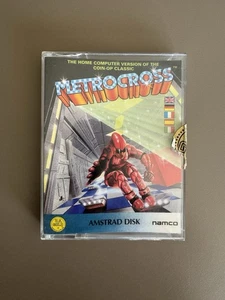 THE HOME COMPUTER VERSION OF THE
COIN-OP CLASSIC
METROCROSS
AMSTRAD DISK
namco